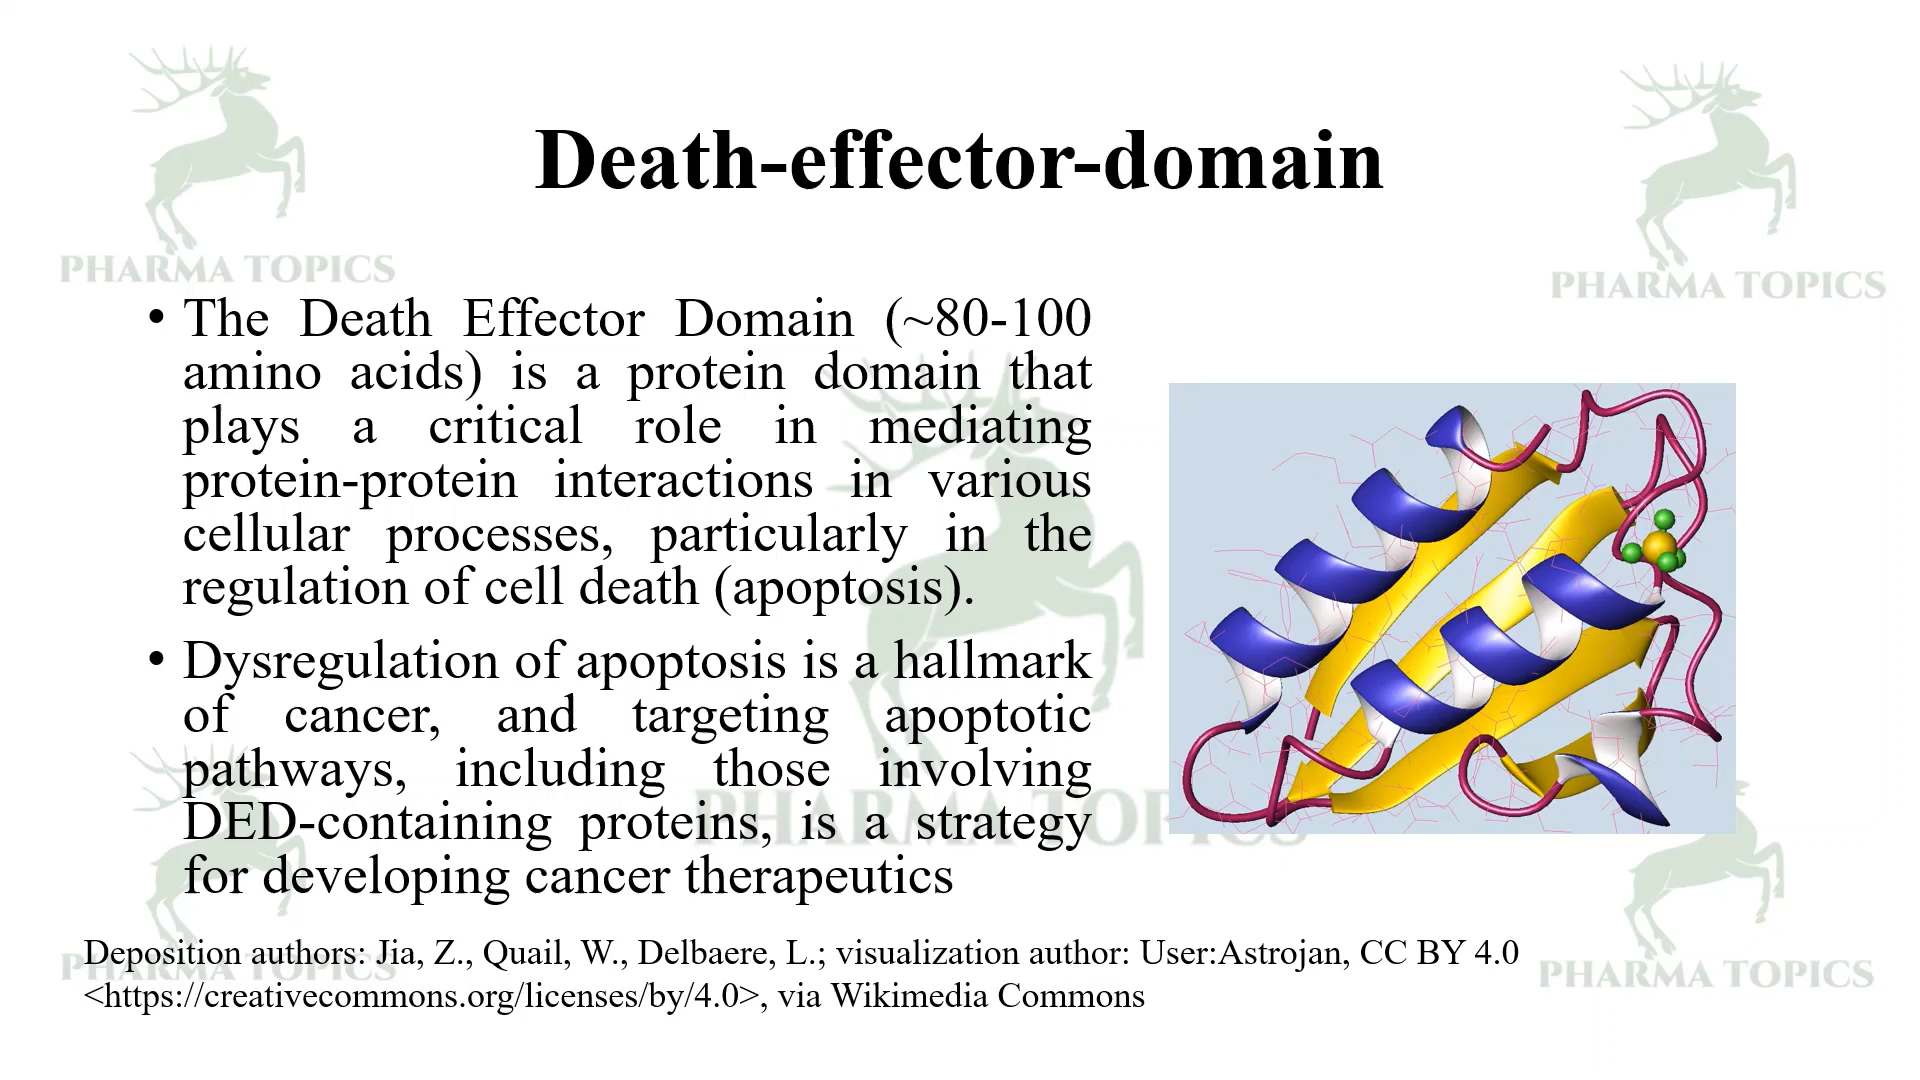 PHARMA TOPICS
PHARMA TOPICS
Death-effector-domain
• The Death Effector Domain (~80-100
amino acids) is a protein domain that
plays a critical role in mediating
protein-protein interactions in various
cellular processes, particularly in the
regulation of cell death (apoptosis).
• Dysregulation of apoptosis is a hallmark
of cancer, and targeting apoptotic
pathways, including those involving
DED-containing proteins, is a strategy
for developing cancer therapeutics
PHARMA TOPICS
Deposition authors: Jia, Z., Quail, W., Delbaere, L.; visualization author: User:Astrojan, CC BY 4.0
<https://creativecommons.org/licenses/by/4.0>, via Wikimedia Commons
PHARMA TOPICS
PHARMA TOPICS